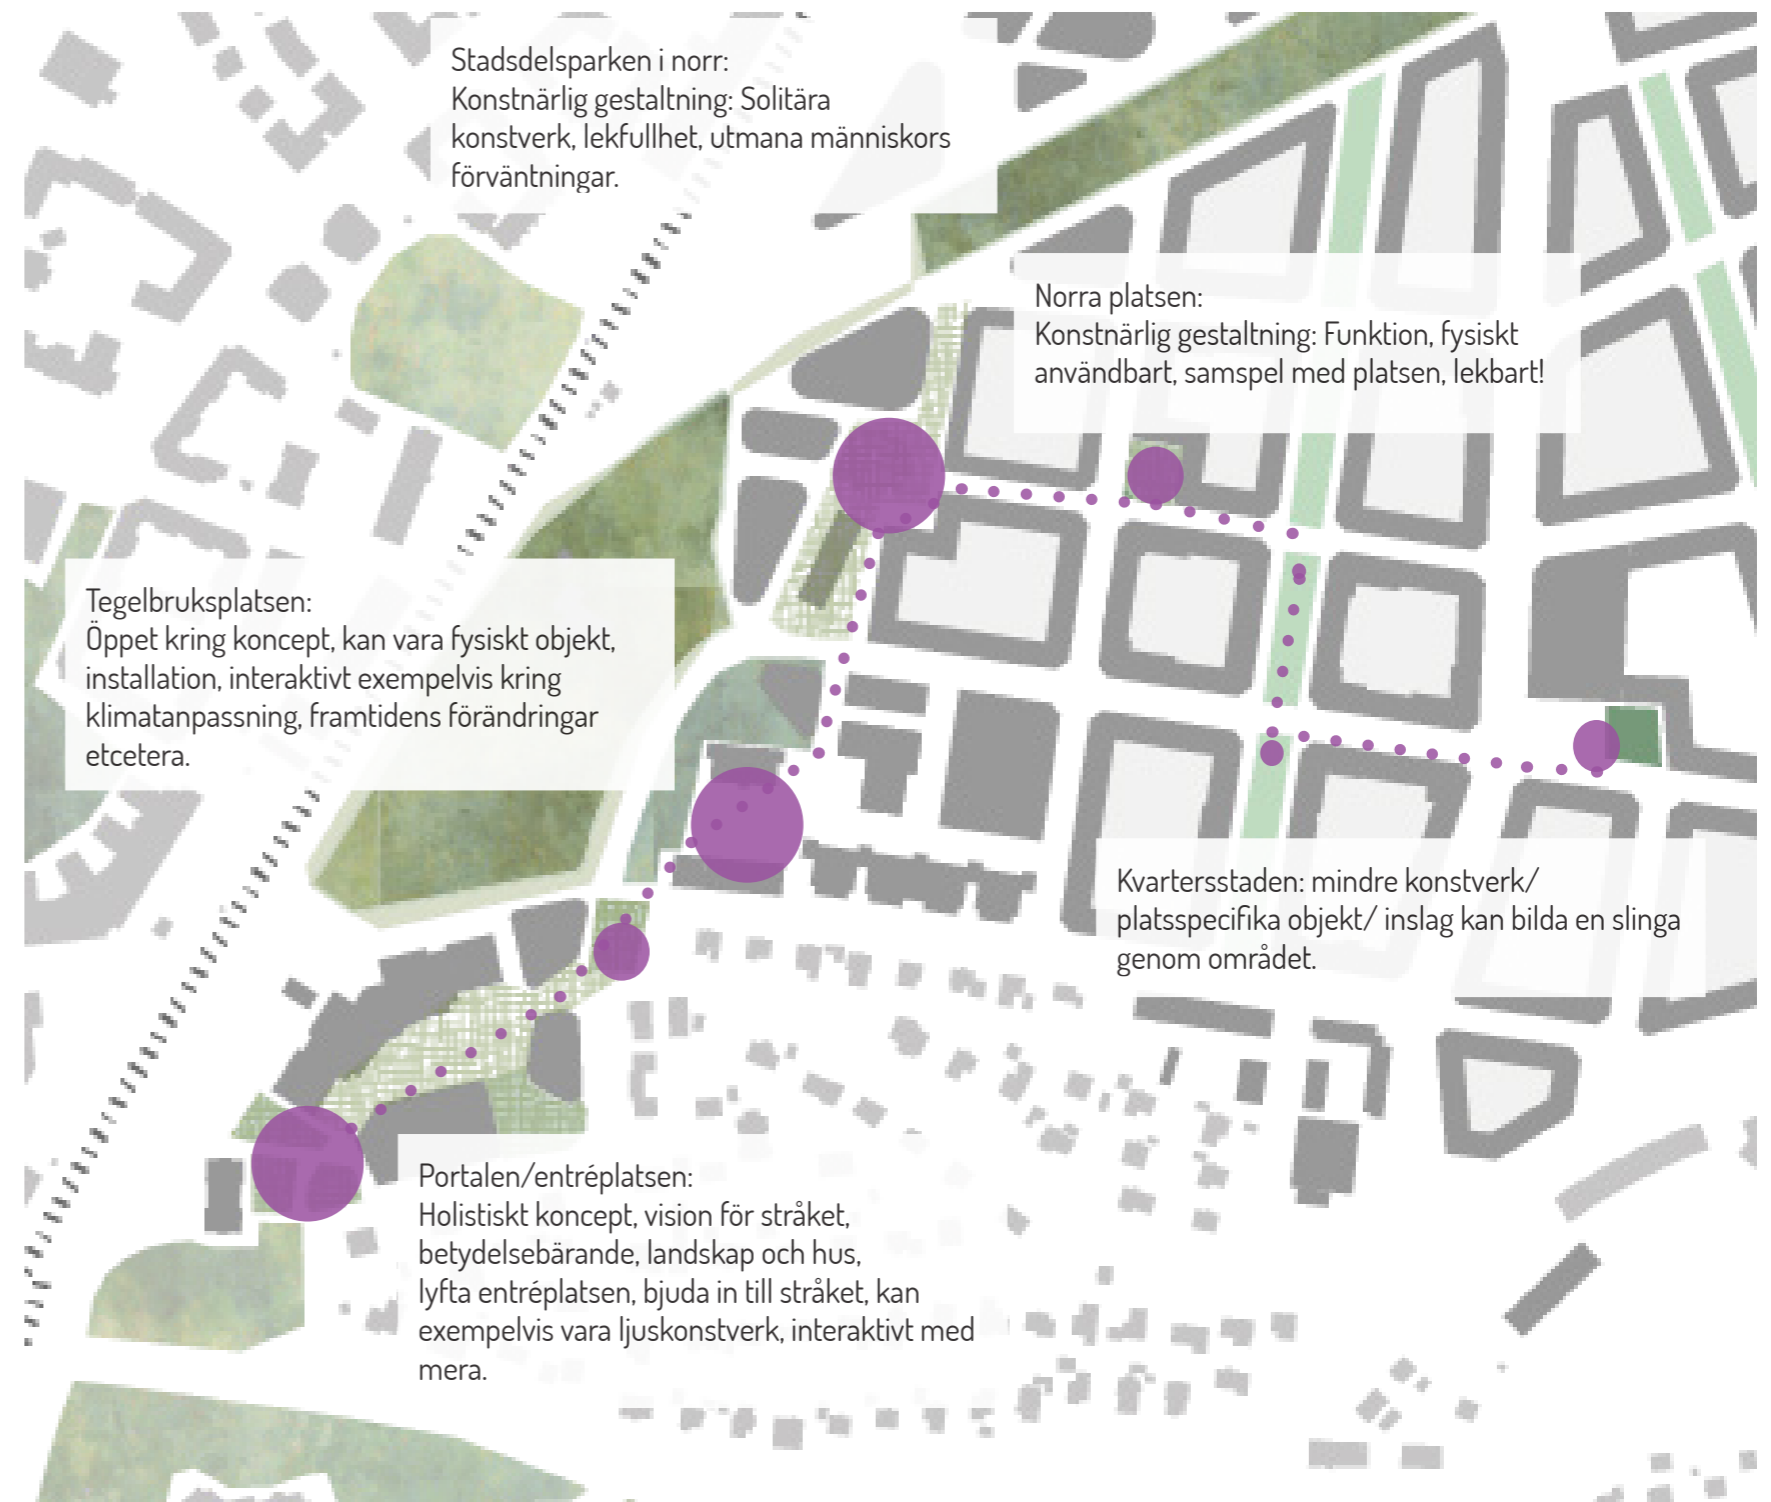 Stadsdelsparken i norr:
Konstnärlig gestaltning: Solitära
konstverk, lekfullhet, utmana människors
förväntningar.
Norra platsen:
Konstnärlig gestaltning: Funktion, fysiskt
användbart, samspel med platsen, lekbart!
Tegelbruksplatsen:
Öppet kring koncept, kan vara fysiskt objekt,
installation, interaktivt exempelvis kring
klimatanpassning, framtidens förändringar
etcetera.
Kvartersstaden: mindre konstverk/
platsspecifika objekt/ inslag kan bilda en slinga
genom området.
Portalen/entréplatsen:
Holistiskt koncept, vision för stråket,
betydelsebärande, landskap och hus,
lyfta entréplatsen, bjuda in till stråket, kan
exempelvis vara ljuskonstverk, interaktivt med
mera.